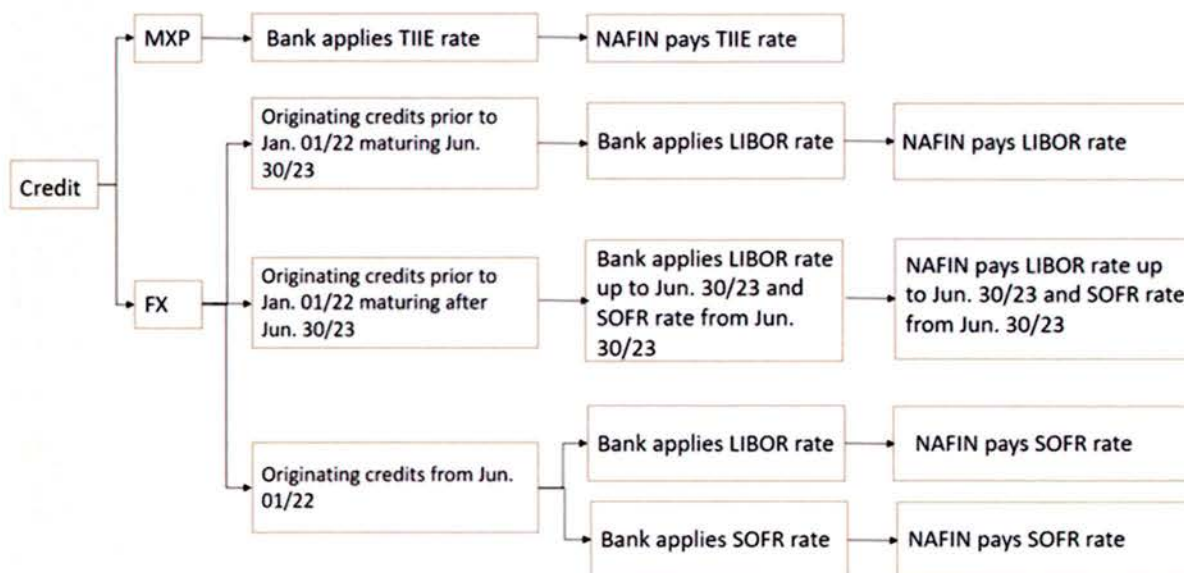 MXP
Bank applies TIIE rate
NAFIN pays TIIE rate
Credit
FX
Originating credits prior to
Jan. 01/22 maturing Jun.
30/23
Bank applies LIBOR rate
NAFIN pays LIBOR rate
Originating credits prior to
Jan. 01/22 maturing after
Jun. 30/23
Bank applies LIBOR rate
up to Jun. 30/23 and
SOFR rate from Jun.
30/23
NAFIN pays LIBOR rate up
to Jun. 30/23 and SOFR rate
from Jun. 30/23
Originating credits from Jun.
01/22
Bank applies LIBOR rate
NAFIN pays SOFR rate
Bank applies SOFR rate
NAFIN pays SOFR rate